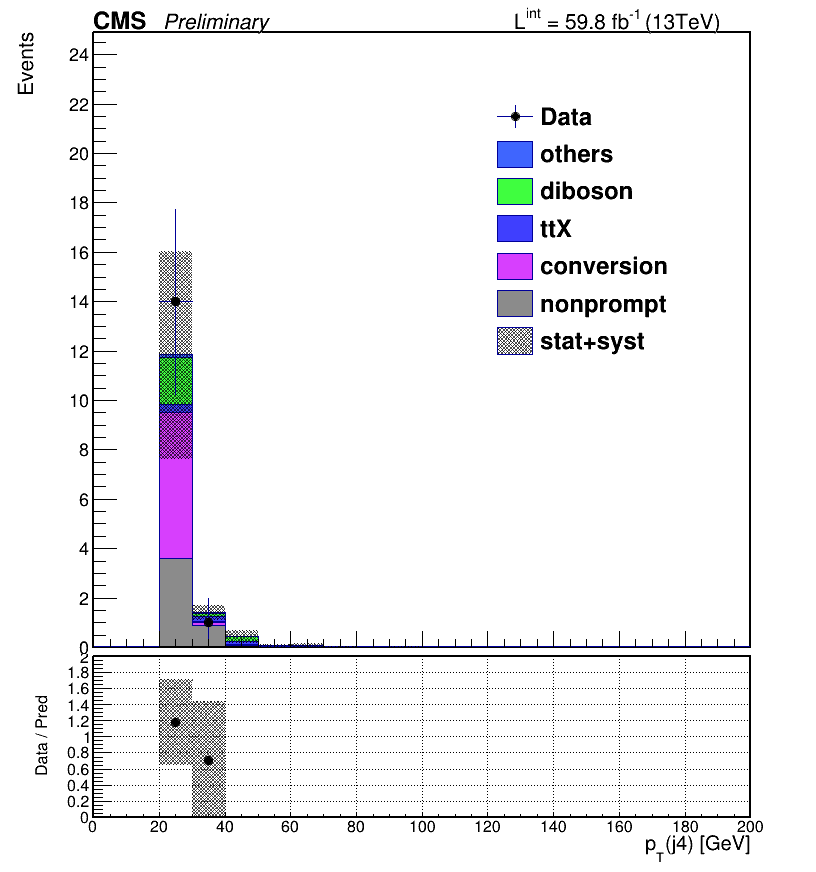 CMS Preliminary L^int = 59.8 fb^-1 (13TeV)
Events
24
22
20
18
16
14
12
10
8
6
4
2
0
Data
others
diboson
ttX
conversion
nonprompt
stat+syst
Data / Pred
2
1.8
1.6
1.4
1.2
1
0.8
0.6
0.4
0.2
0
0 20 40 60 80 100 120 140 160 180 200
p_T(j4) [GeV]